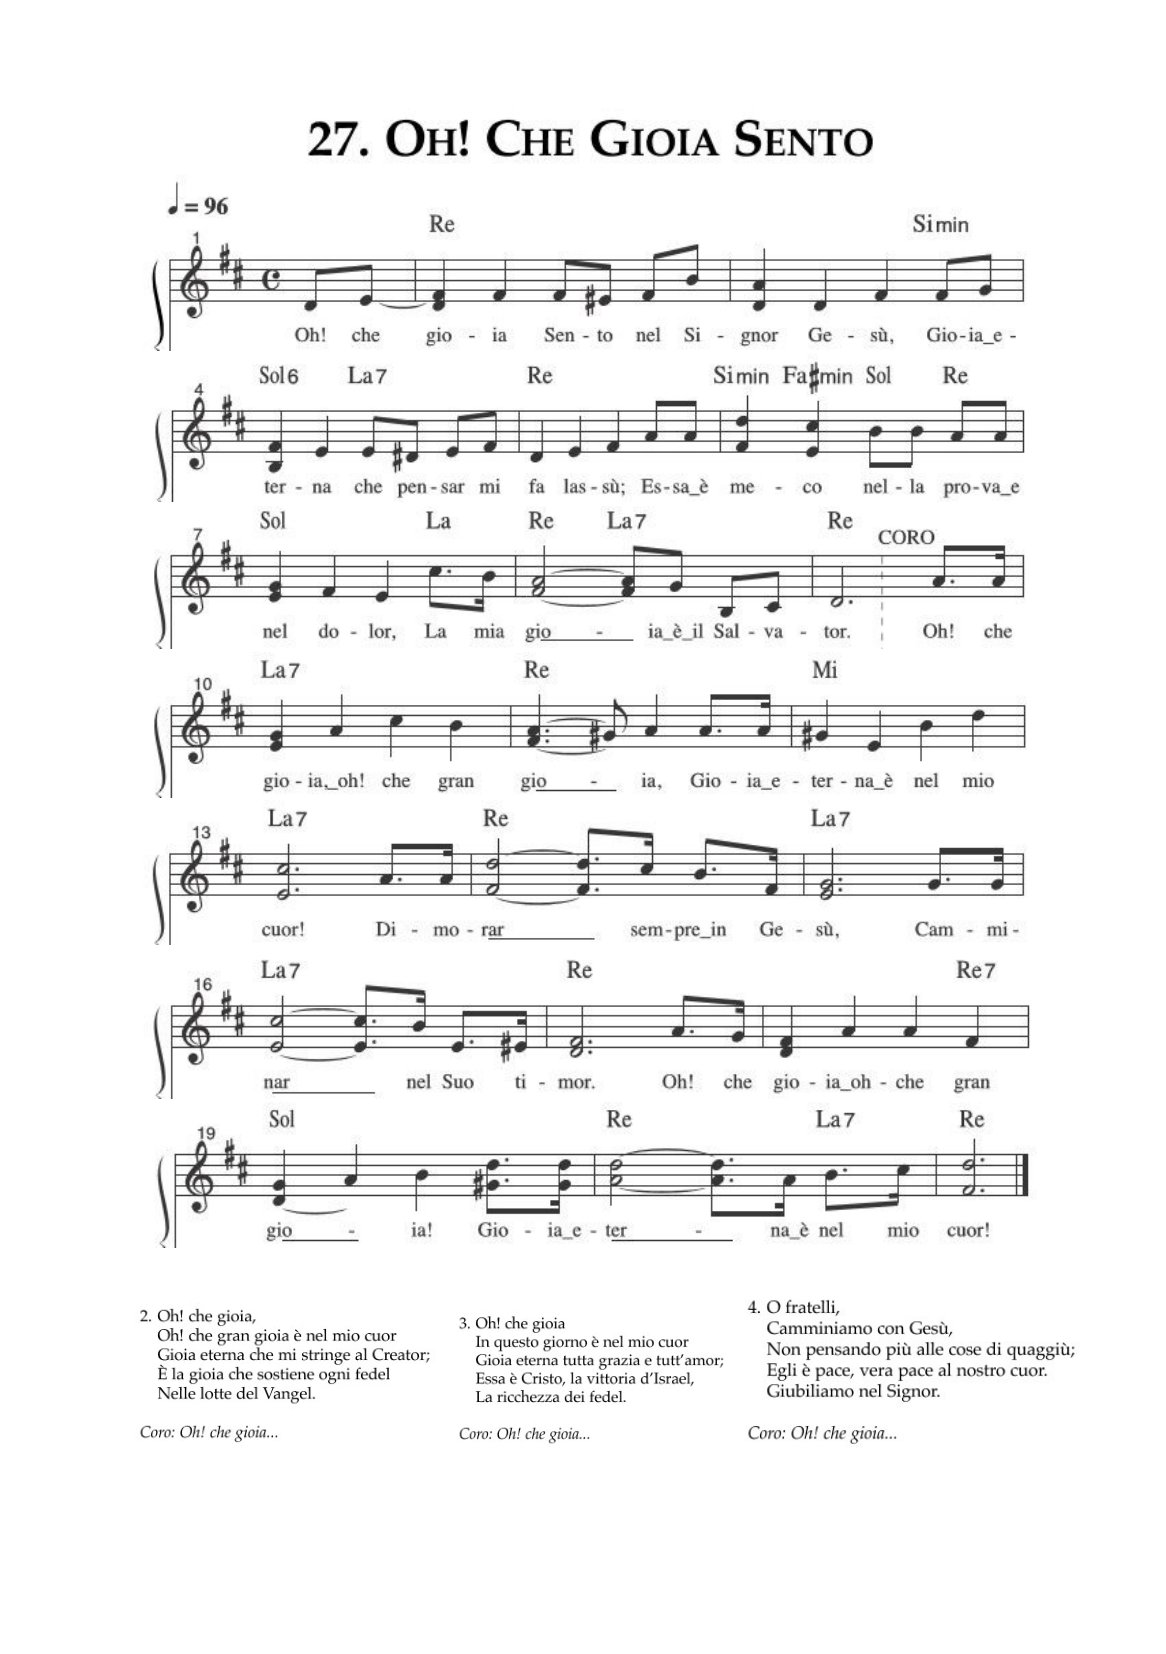 27. OH! CHE GIOIA SENTO
♩ = 96
Re Simin
1
Oh! che gio - ia Sen - to nel Si - gnor Ge - sù, Gio-ia_e -
Sol6 La7 Re Simin Fa♯min Sol Re
4
ter - na che pen - sar mi fa las - sù; Es-sa_è me - co nel - la pro-va_e
Sol La Re La7 Re
7
CORO
nel do - lor, La mia gio - ia_è_il Sal - va - tor. Oh! che
La7 Re Mi
10
gio - ia,_oh! che gran gio - ia, Gio - ia_e - ter - na_è nel mio
La7 Re La7
13
cuor! Di - mo - rar sem-pre_in Ge - sù, Cam - mi -
La7 Re Re7
16
nar nel Suo ti - mor. Oh! che gio - ia_oh - che gran
Sol Re La7 Re
19
gio - ia! Gio - ia_e - ter - na_è nel mio cuor!
2. Oh! che gioia,
Oh! che gran gioia è nel mio cuor
Gioia eterna che mi stringe al Creator;
È la gioia che sostiene ogni fedel
Nelle lotte del Vangel.
Coro: Oh! che gioia...
3. Oh! che gioia
In questo giorno è nel mio cuor
Gioia eterna tutta grazia e tutt'amor;
Essa è Cristo, la vittoria d'Israel,
La ricchezza dei fedel.
Coro: Oh! che gioia...
4. O fratelli,
Camminiamo con Gesù,
Non pensando più alle cose di quaggiù;
Egli è pace, vera pace al nostro cuor.
Giubiliamo nel Signor.
Coro: Oh! che gioia...